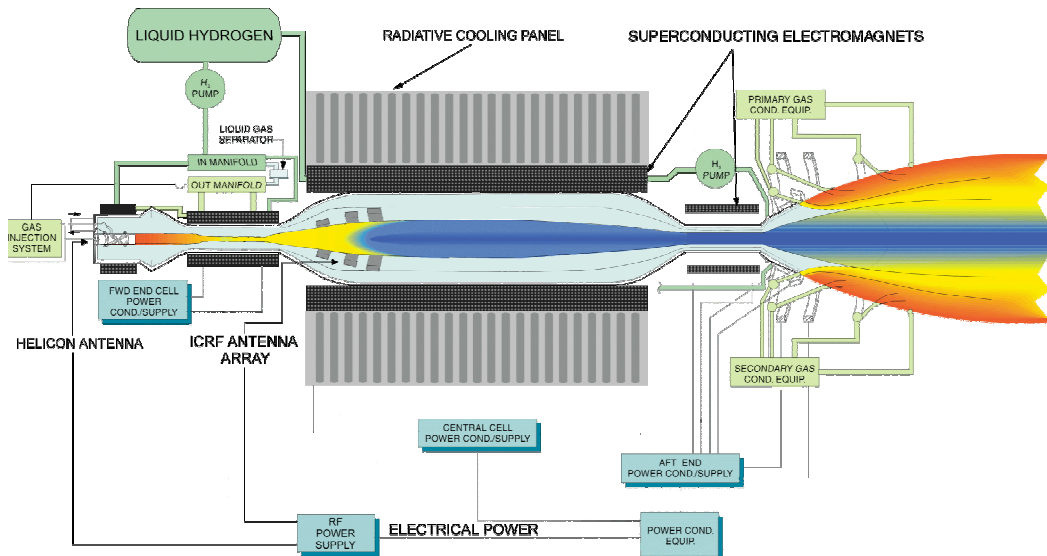 LIQUID HYDROGEN
RADIATIVE COOLING PANEL
SUPERCONDUCTING ELECTROMAGNETS
H₂
PUMP
LIQUID GAS
SEPARATOR
IN MANIFOLD
OUT MANIFOLD
PRIMARY GAS
COND. EQUIP.
H₂
PUMP
GAS
INJECTION
SYSTEM
FWD END CELL
POWER
COND./SUPPLY
HELICON ANTENNA
ICRF ANTENNA
ARRAY
SECONDARY GAS
COND. EQUIP.
CENTRAL CELL
POWER COND./SUPPLY
AFT END
POWER COND./SUPPLY
RF
POWER
SUPPLY
ELECTRICAL POWER
POWER COND.
EQUIP.